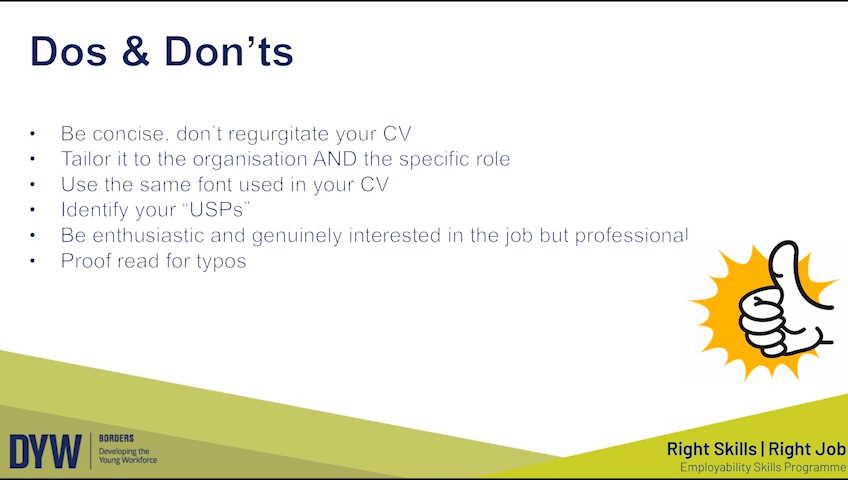 Dos & Don’ts
• Be concise, don’t regurgitate your CV
• Tailor it to the organisation AND the specific role
• Use the same font used in your CV
• Identify your “USPs”
• Be enthusiastic and genuinely interested in the job but professional
• Proof read for typos
DYW
BORDERS
Developing the
Young Workforce
Right Skills | Right Job
Employability Skills Programme